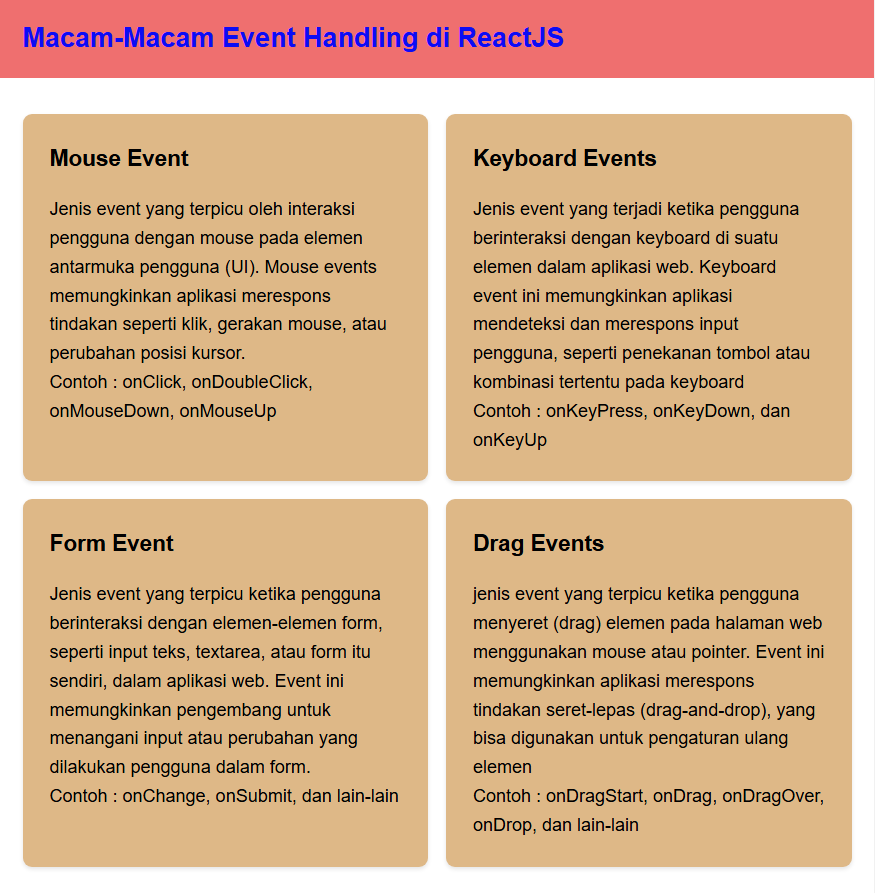 Macam-Macam Event Handling di ReactJS
Mouse Event
Jenis event yang terpicu oleh interaksi
pengguna dengan mouse pada elemen
antarmuka pengguna (UI). Mouse events
memungkinkan aplikasi merespons
tindakan seperti klik, gerakan mouse, atau
perubahan posisi kursor.
Contoh : onClick, onDoubleClick,
onMouseDown, onMouseUp
Keyboard Events
Jenis event yang terjadi ketika pengguna
berinteraksi dengan keyboard di suatu
elemen dalam aplikasi web. Keyboard
event ini memungkinkan aplikasi
mendeteksi dan merespons input
pengguna, seperti penekanan tombol atau
kombinasi tertentu pada keyboard
Contoh : onKeyPress, onKeyDown, dan
onKeyUp
Form Event
Jenis event yang terpicu ketika pengguna
berinteraksi dengan elemen-elemen form,
seperti input teks, textarea, atau form itu
sendiri, dalam aplikasi web. Event ini
memungkinkan pengembang untuk
menangani input atau perubahan yang
dilakukan pengguna dalam form.
Contoh : onChange, onSubmit, dan lain-lain
Drag Events
jenis event yang terpicu ketika pengguna
menyeret (drag) elemen pada halaman web
menggunakan mouse atau pointer. Event ini
memungkinkan aplikasi merespons
tindakan seret-lepas (drag-and-drop), yang
bisa digunakan untuk pengaturan ulang
elemen
Contoh : onDragStart, onDrag, onDragOver,
onDrop, dan lain-lain